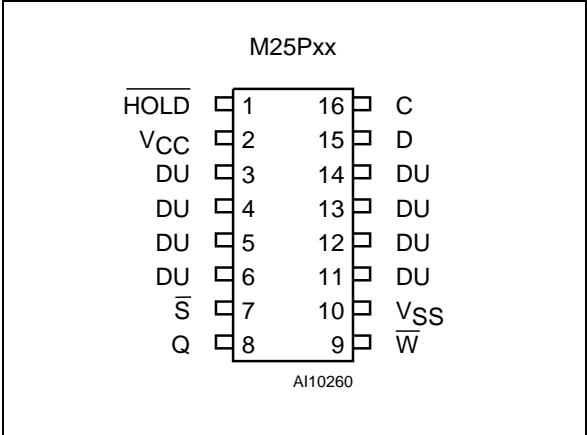 M25Pxx
HOLD 1 16 C
VCC 2 15 D
DU 3 14 DU
DU 4 13 DU
DU 5 12 DU
DU 6 11 DU
S 7 10 VSS
Q 8 9 W
AI10260